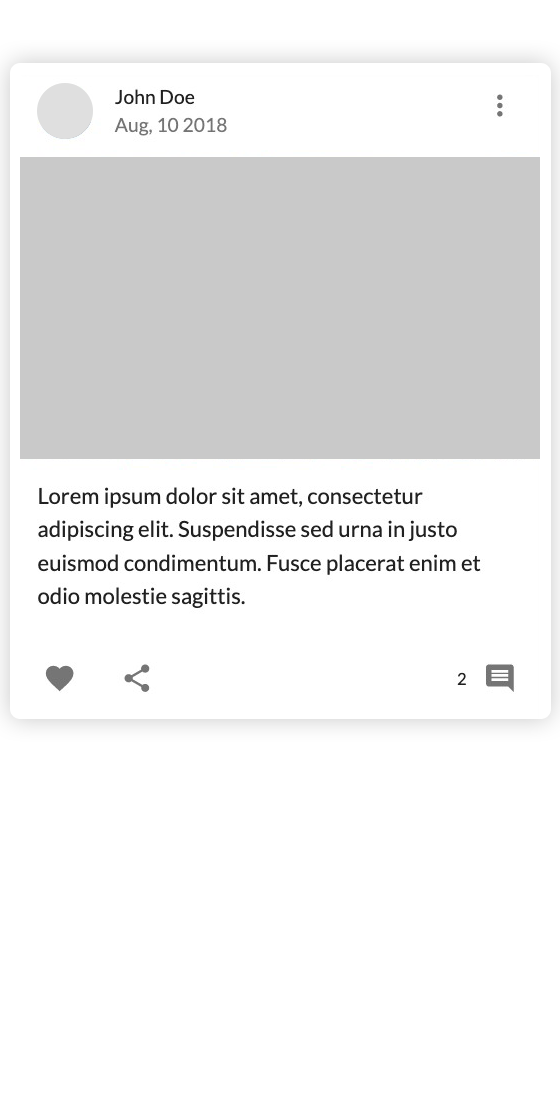 John Doe
Aug, 10 2018
Lorem ipsum dolor sit amet, consectetur
adipiscing elit. Suspendisse sed urna in justo
euismod condimentum. Fusce placerat enim et
odio molestie sagittis.
2